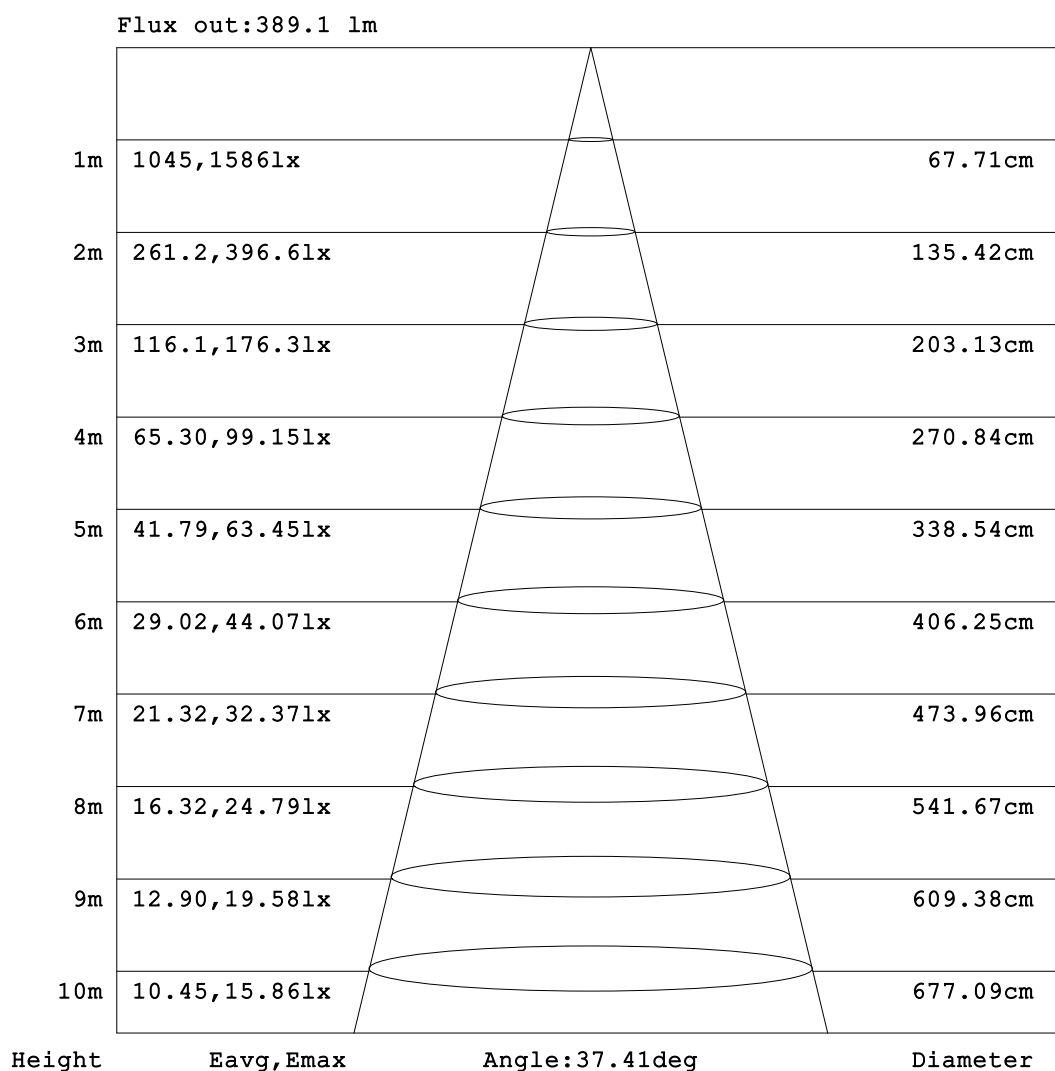 Flux out:389.1 lm
1m 1045,1586lx 67.71cm
2m 261.2,396.6lx 135.42cm
3m 116.1,176.3lx 203.13cm
4m 65.30,99.15lx 270.84cm
5m 41.79,63.45lx 338.54cm
6m 29.02,44.07lx 406.25cm
7m 21.32,32.37lx 473.96cm
8m 16.32,24.79lx 541.67cm
9m 12.90,19.58lx 609.38cm
10m 10.45,15.86lx 677.09cm
Height Eavg,Emax Angle:37.41deg Diameter